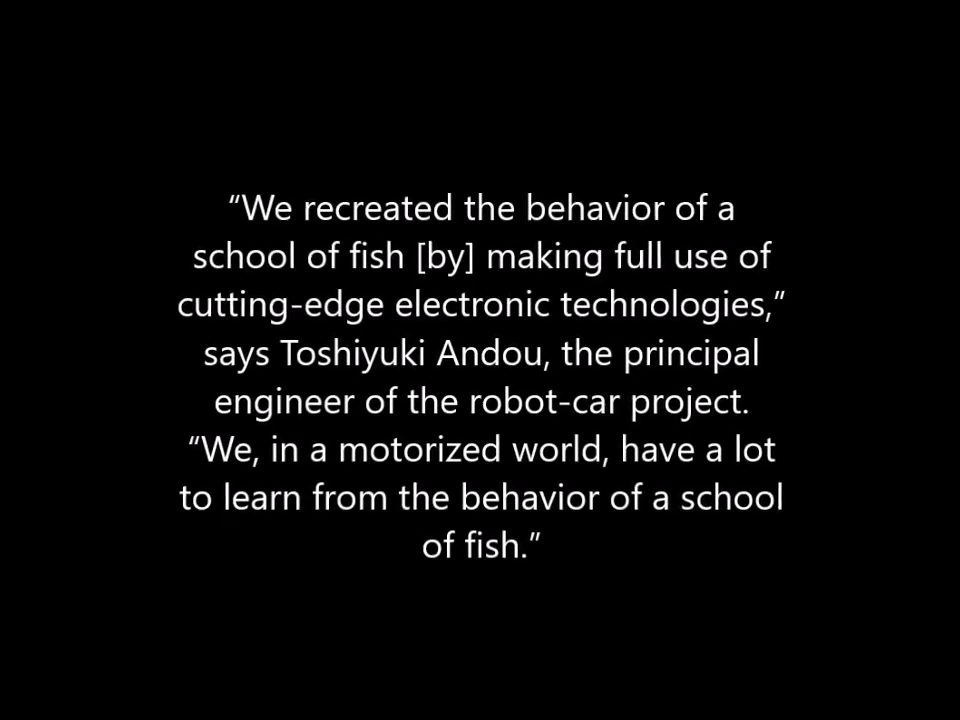 “We recreated the behavior of a
school of fish [by] making full use of
cutting-edge electronic technologies,”
says Toshiyuki Andou, the principal
engineer of the robot-car project.
“We, in a motorized world, have a lot
to learn from the behavior of a school
of fish.”